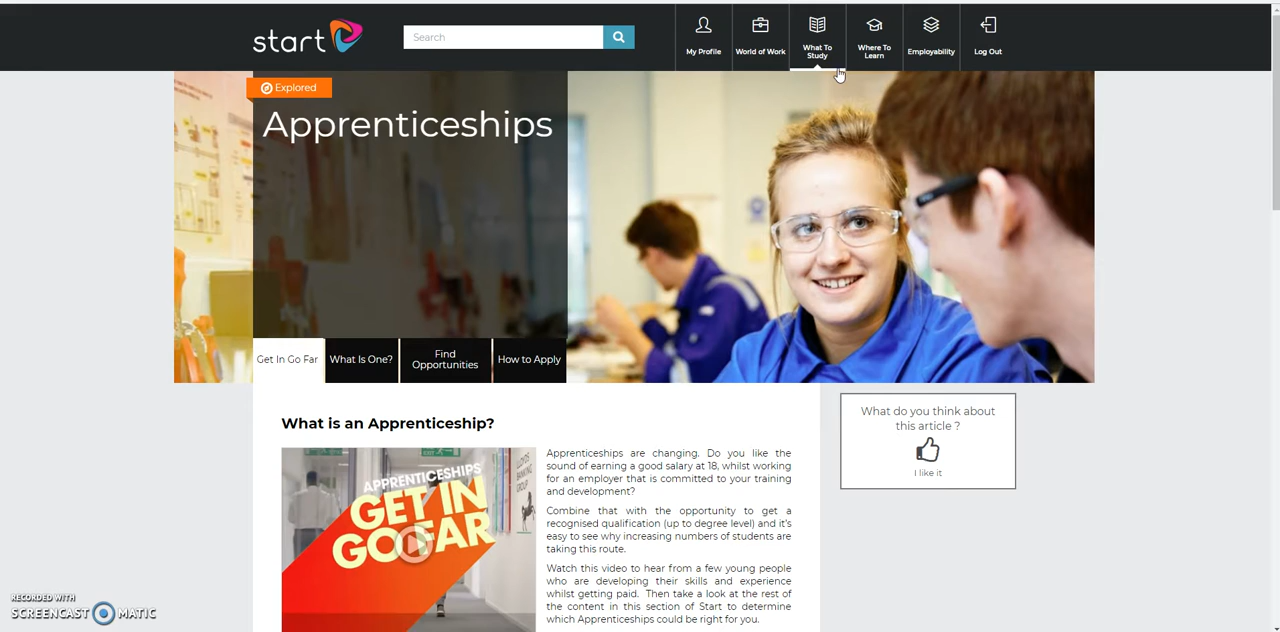 start
Search
My Profile
World of Work
What To
Study
Where To
Learn
Employability
Log Out
Explored
Apprenticeships
Get In Go Far
What Is One?
Find
Opportunities
How to Apply
What is an Apprenticeship?
APPRENTICESHIPS
GET IN
GO FAR
LLOYDS
BANKING
GROUP
Apprenticeships are changing. Do you like the
sound of earning a good salary at 18, whilst working
for an employer that is committed to your training
and development?
Combine that with the opportunity to get a
recognised qualification (up to degree level) and it's
easy to see why increasing numbers of students are
taking this route.
Watch this video to hear from a few young people
who are developing their skills and experience
whilst getting paid. Then take a look at the rest of
the content in this section of Start to determine
which Apprenticeships could be right for you.
What do you think about
this article ?
I like it
RECORDED WITH
SCREENCAST MATIC